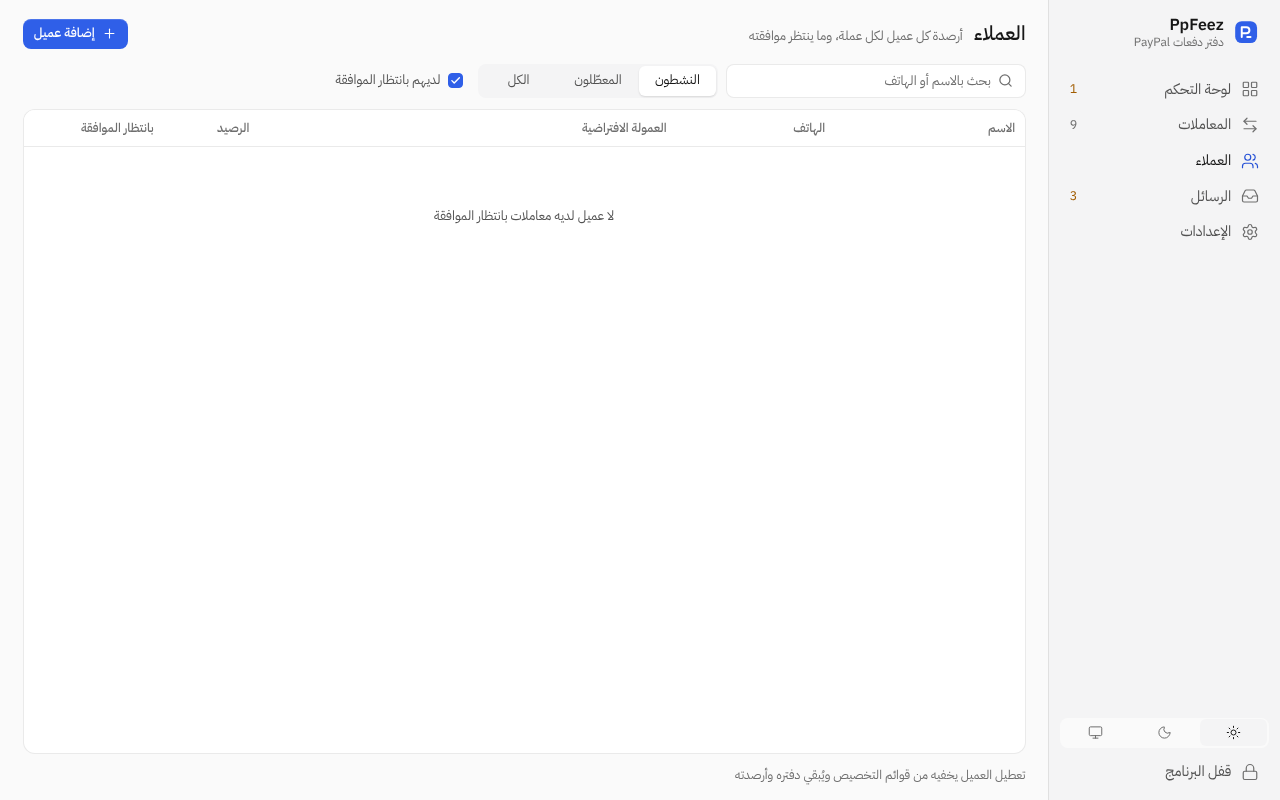 PpFeez
دفتر دفعات PayPal
لوحة التحكم 1
المعاملات 9
العملاء
الرسائل 3
الإعدادات
قفل البرنامج
العملاء أرصدة كل عميل لكل عملة، وما ينتظر موافقته
إضافة عميل
بحث بالاسم أو الهاتف
النشطون المعطّلون الكل
لديهم بانتظار الموافقة
الاسم الهاتف العمولة الافتراضية الرصيد بانتظار الموافقة
لا عميل لديه معاملات بانتظار الموافقة
تعطيل العميل يخفيه من قوائم التخصيص ويُبقي دفتره وأرصدته